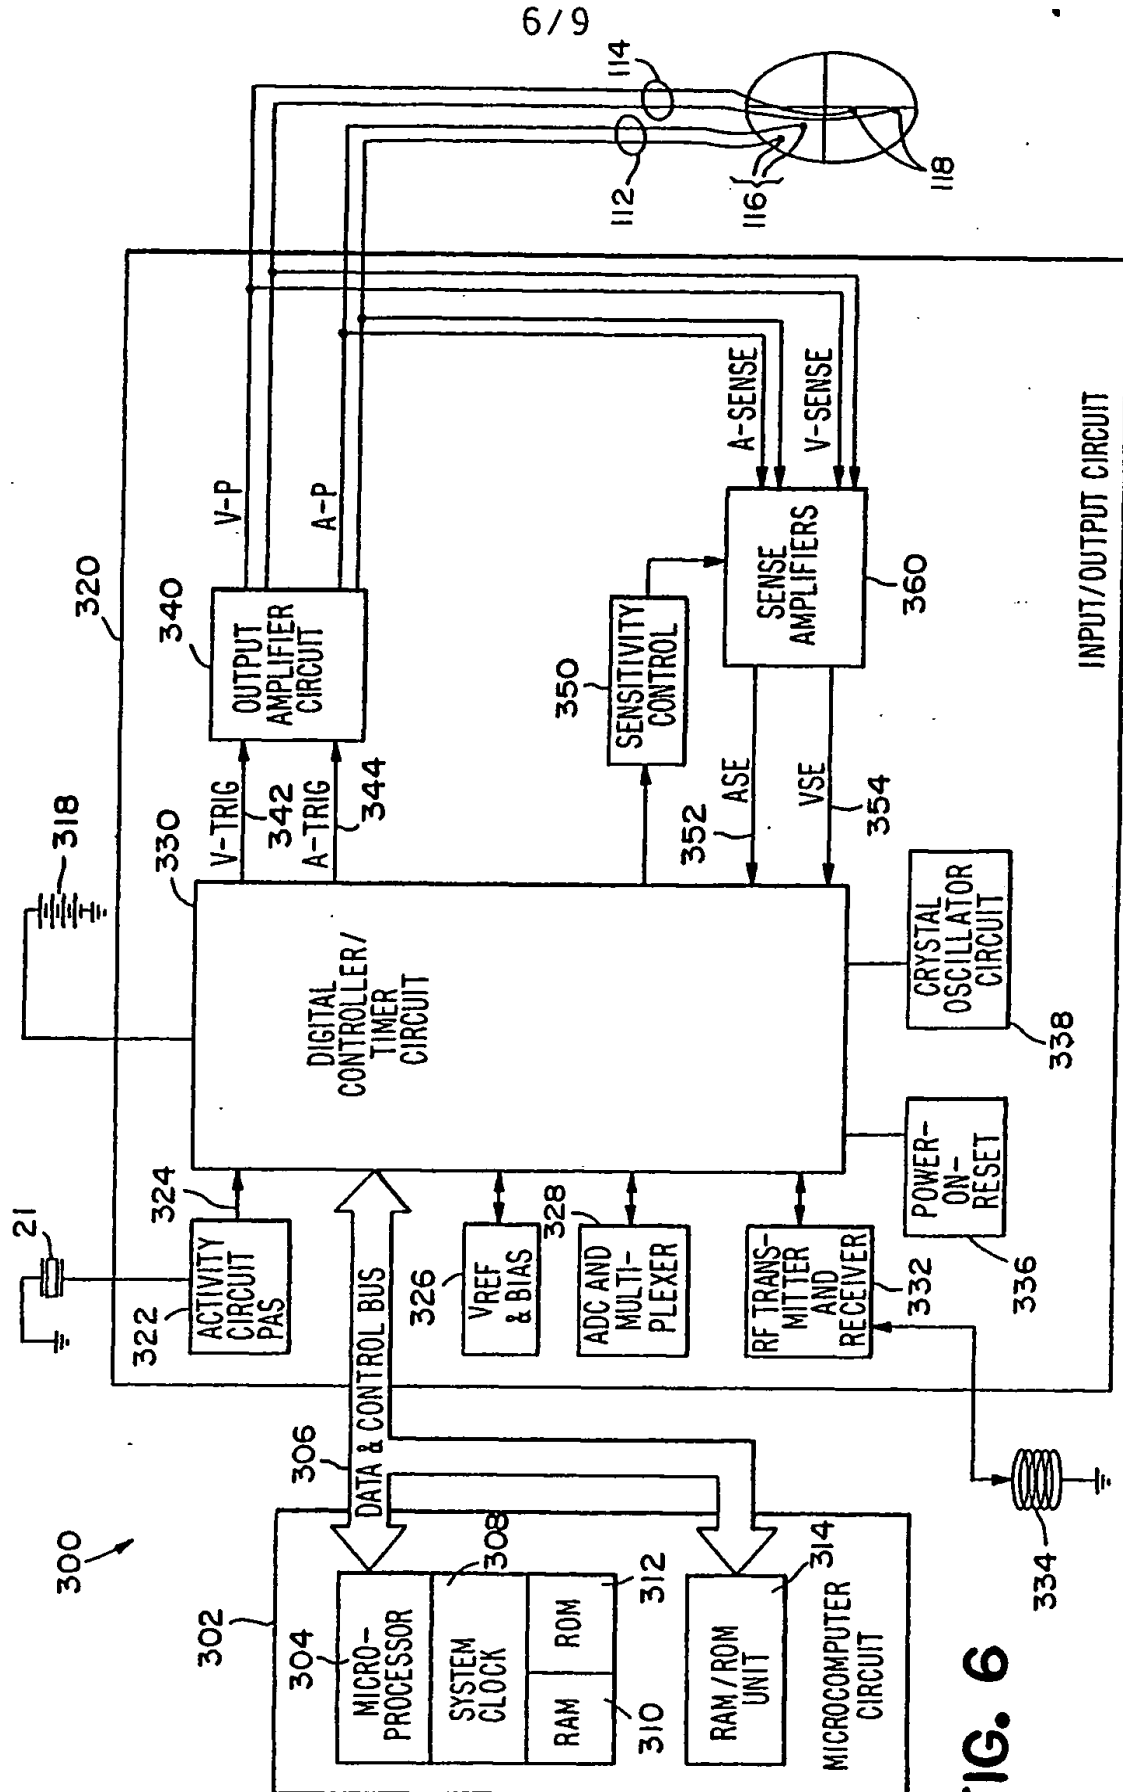 6/9
300
302
304
MICRO-
PROCESSOR
SYSTEM
CLOCK
308
RAM
ROM
310
312
RAM/ROM
UNIT
314
MICROCOMPUTER
CIRCUIT
306
DATA & CONTROL BUS
21
322
ACTIVITY
CIRCUIT
PAS
324
326
VREF
& BIAS
328
ADC AND
MULTI-
PLEXER
RF TRANS-
MITTER
AND
RECEIVER
332
334
POWER-
ON-
RESET
336
CRYSTAL
OSCILLATOR
CIRCUIT
338
318
320
330
DIGITAL
CONTROLLER/
TIMER
CIRCUIT
V-TRIG
342
A-TRIG
344
340
OUTPUT
AMPLIFIER
CIRCUIT
V-P
A-P
350
SENSITIVITY
CONTROL
352
ASE
VSE
354
SENSE
AMPLIFIERS
360
A-SENSE
V-SENSE
INPUT/OUTPUT CIRCUIT
112
114
116
118
FIG. 6